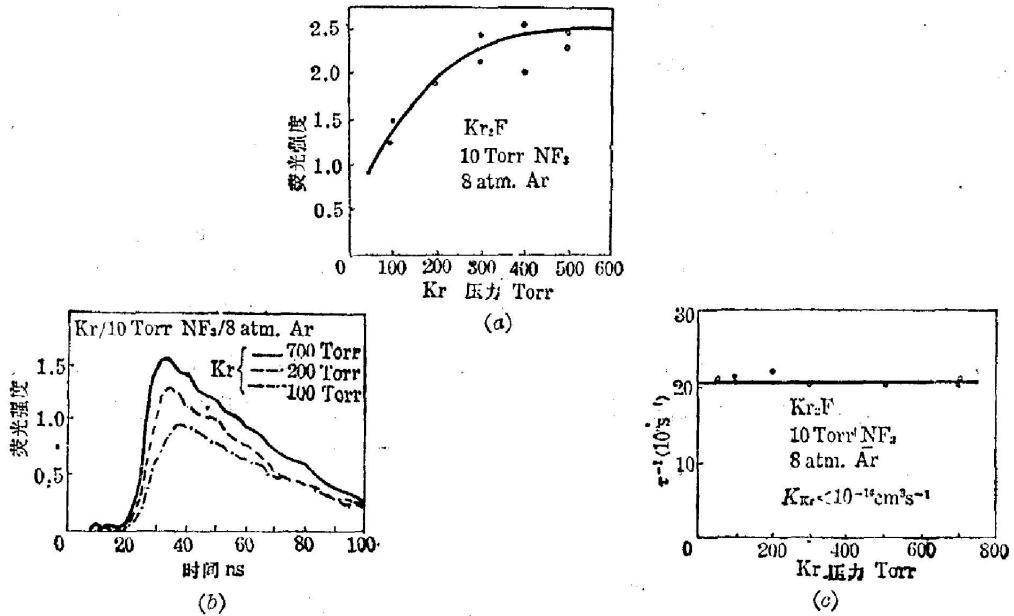 2.5
2.0
1.5
1.0
0.5
荧光强度
Kr₂F
10 Torr NF₃
8 atm. Ar
0 100 200 300 400 500 600
Kr 压力 Torr
(a)
Kr/10 Torr NF₃/8 atm. Ar
Kr
700 Torr
200 Torr
100 Torr
1.5
1.0
0.5
荧光强度
0 20 40 60 80 100
时间 ns
(b)
30
20
10
Kr₂F
10 Torr NF₃
8 atm. Ar
0 200 400 600 800
Kr 压力 Torr
(c)